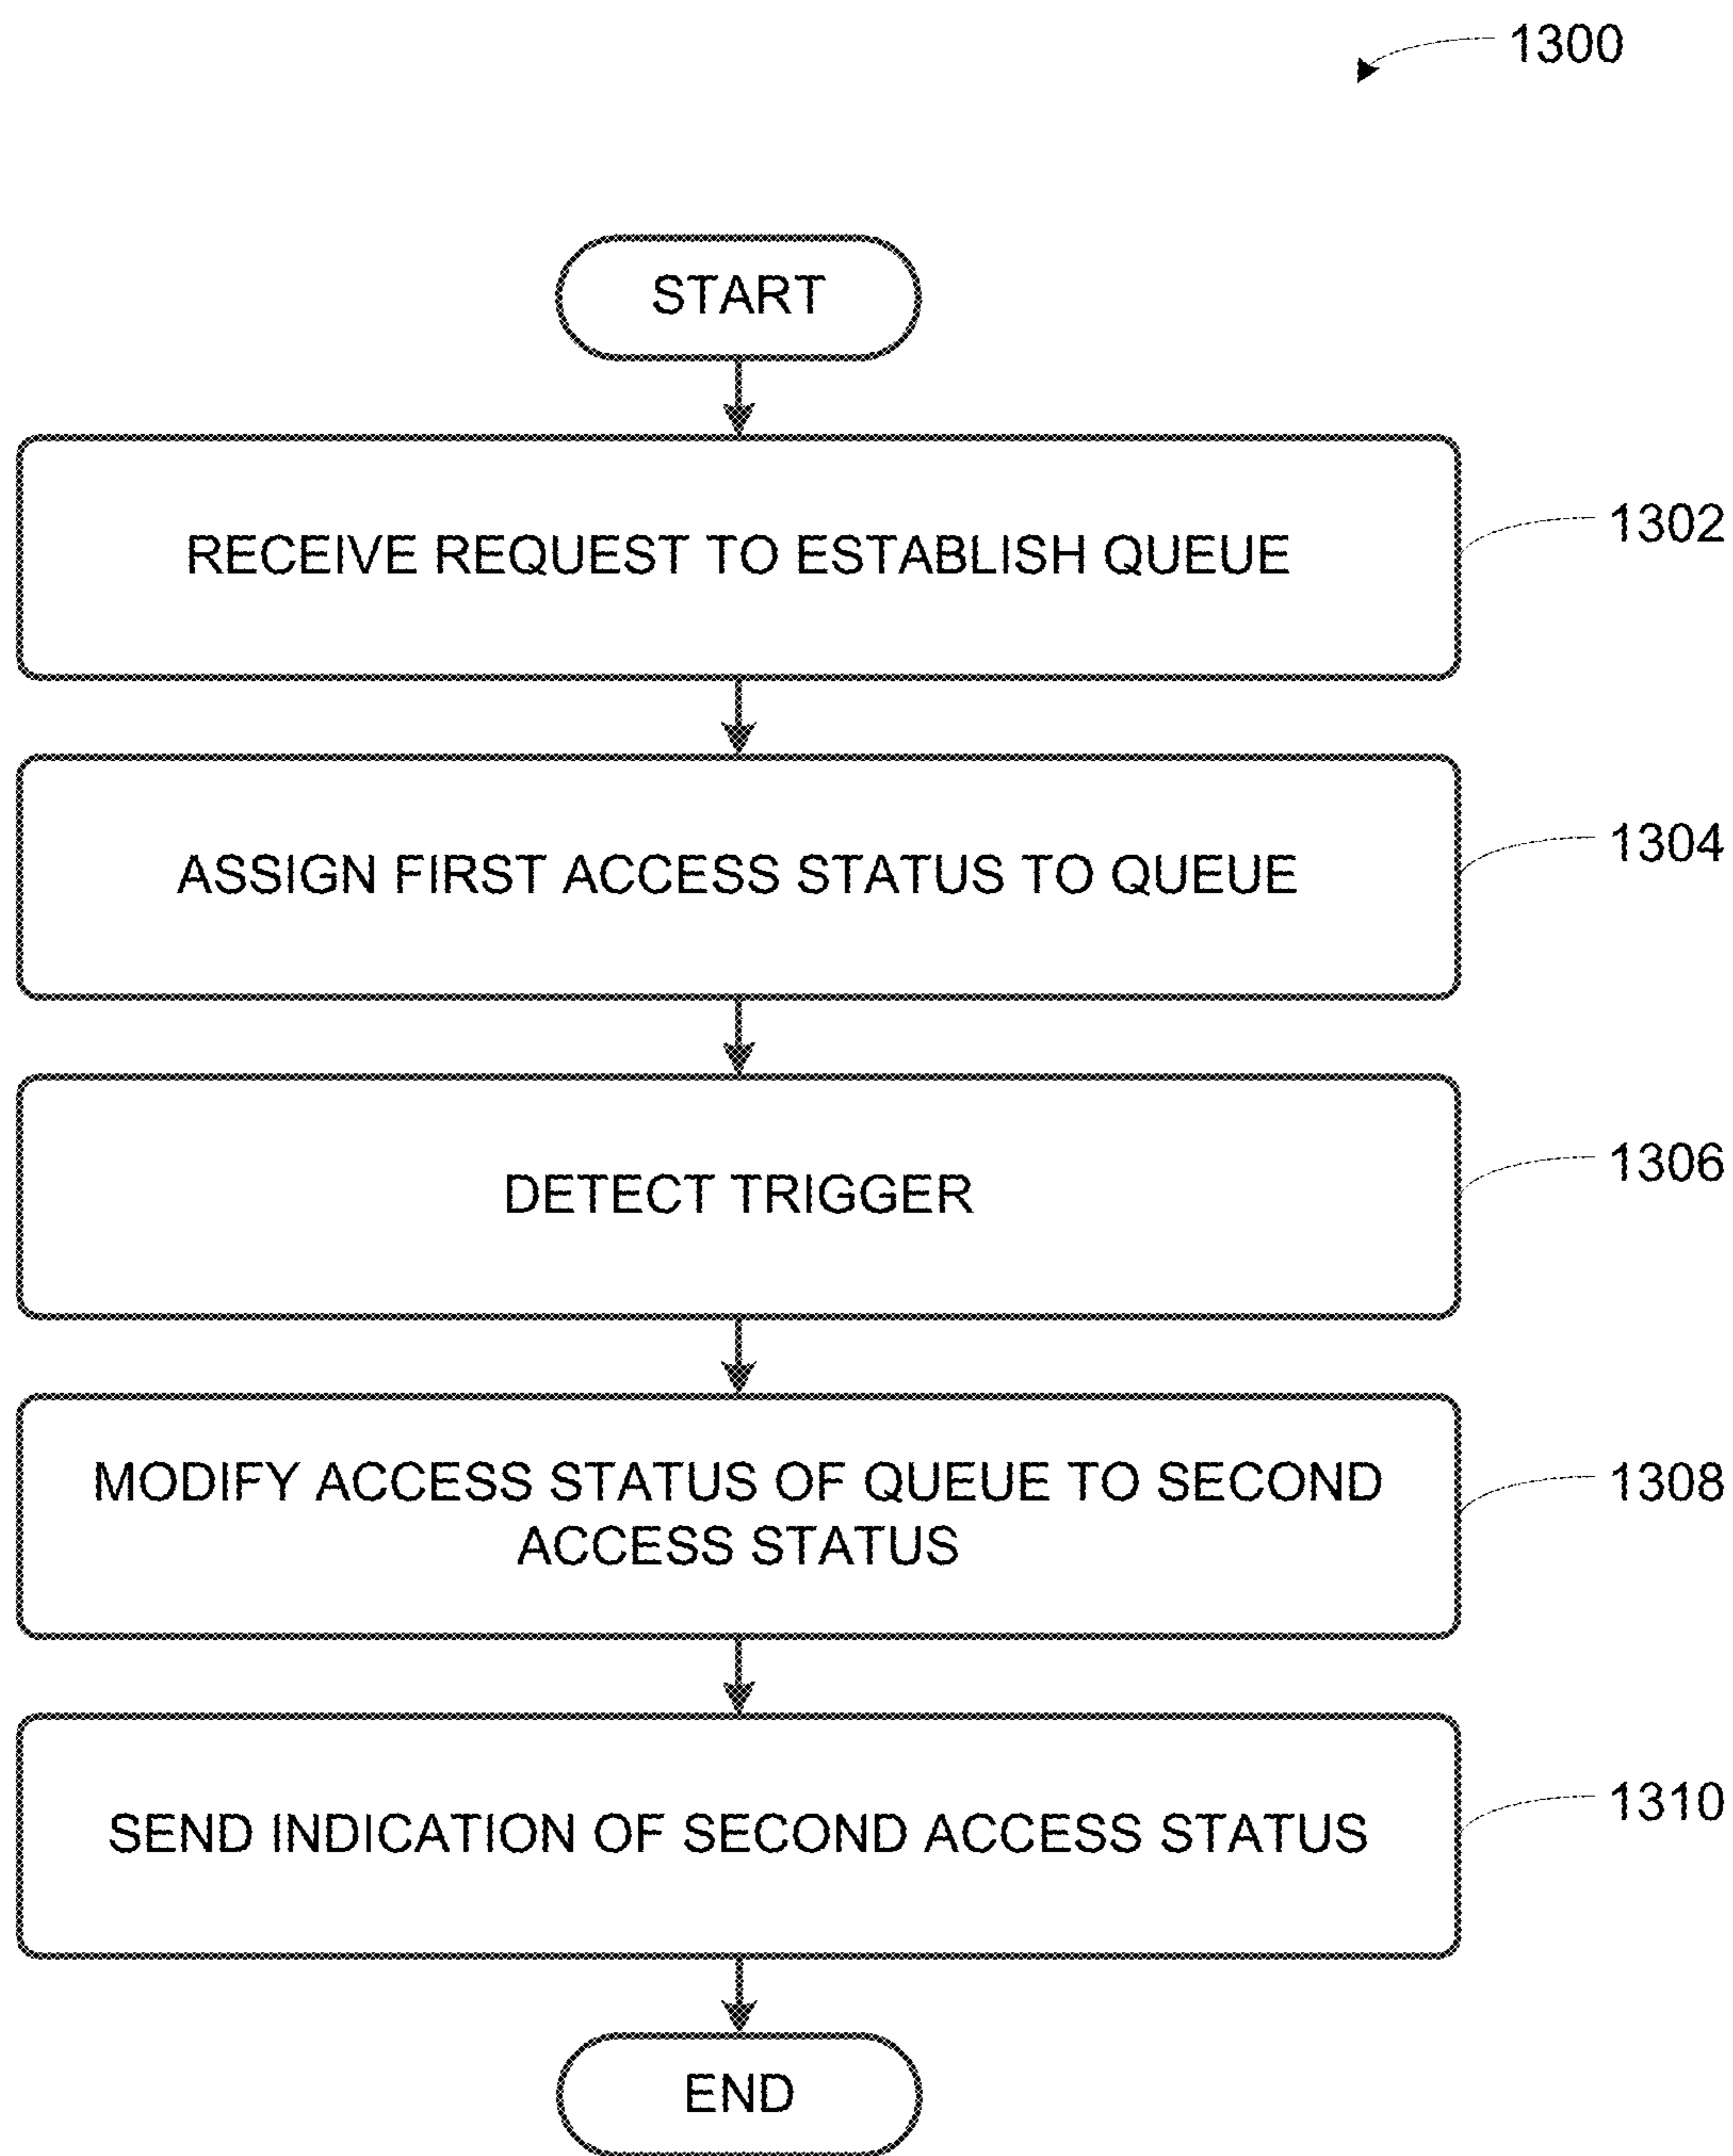 1300
START
RECEIVE REQUEST TO ESTABLISH QUEUE
1302
ASSIGN FIRST ACCESS STATUS TO QUEUE
1304
DETECT TRIGGER
1306
MODIFY ACCESS STATUS OF QUEUE TO SECOND
ACCESS STATUS
1308
SEND INDICATION OF SECOND ACCESS STATUS
1310
END